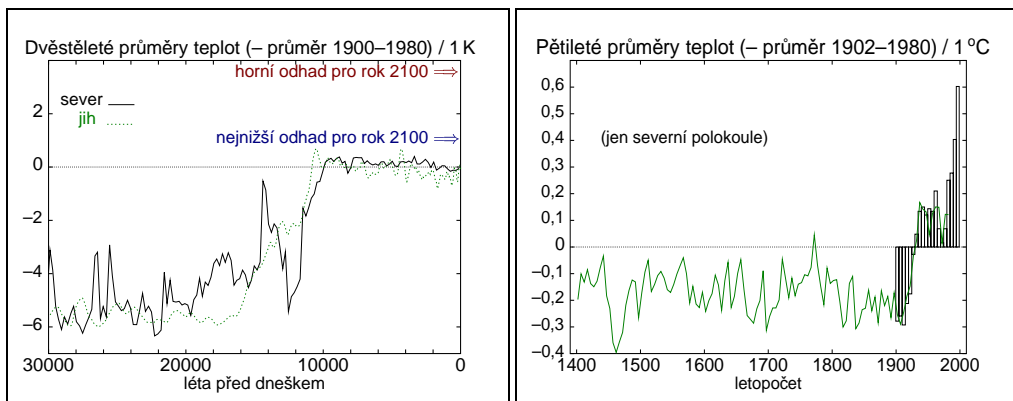 Dvěstěleté průměry teplot (– průměr 1900–1980) / 1 K
horní odhad pro rok 2100 ⇒
2
sever
jih
nejnižší odhad pro rok 2100 ⇒
0
–2
–4
–6
30000 20000 10000 0
léta před dneškem
Pětileté průměry teplot (– průměr 1902–1980) / 1 °C
0,6
0,5
(jen severní polokoule)
0,4
0,3
0,2
0,1
0
–0,1
–0,2
–0,3
–0,4
1400 1500 1600 1700 1800 1900 2000
letopočet